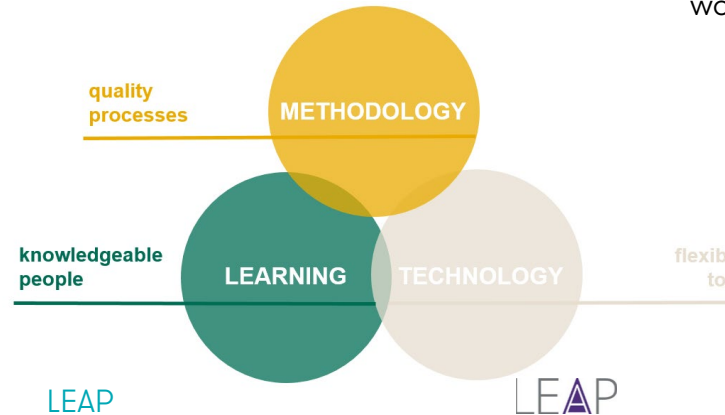 quality
processes
METHODOLOGY
knowledgeable
people
LEARNING
TECHNOLOGY
LEAP
LEAP